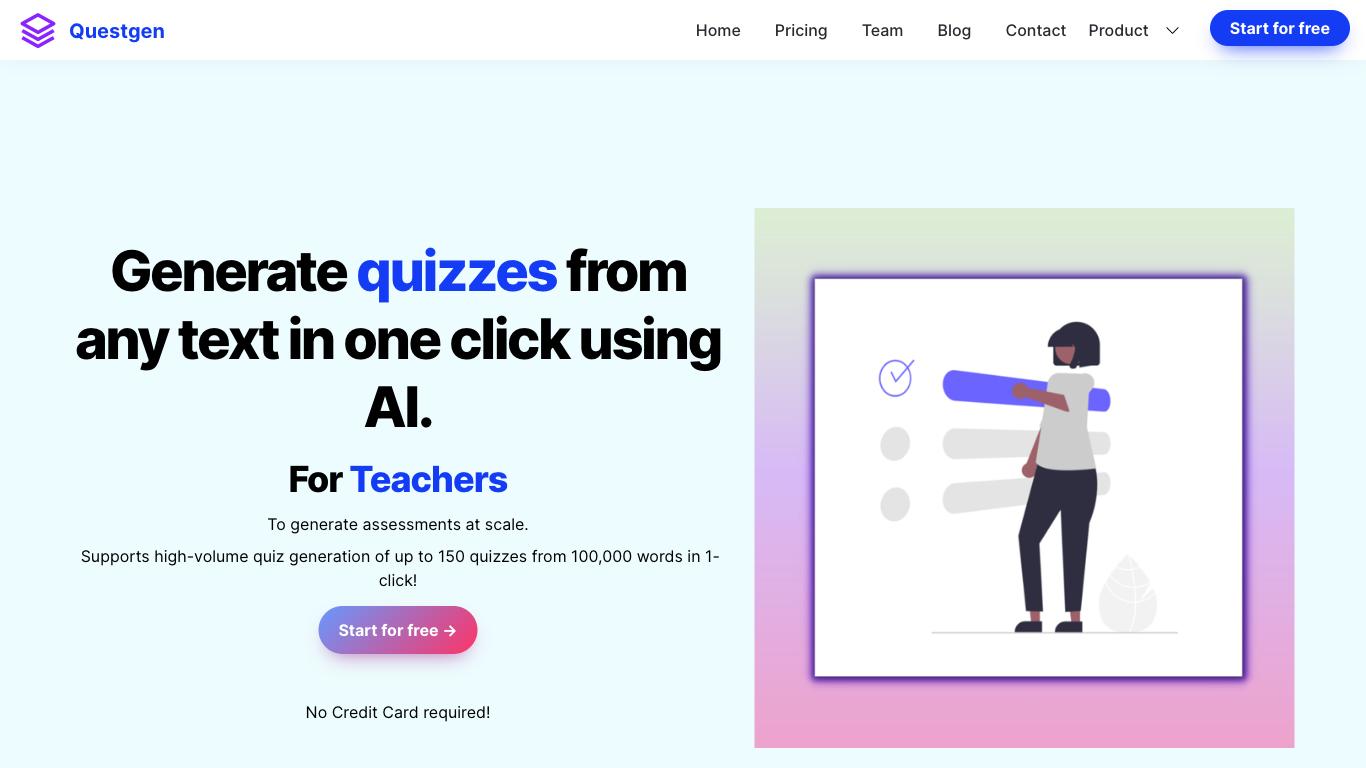 Questgen
Home Pricing Team Blog Contact Product Start for free
Generate quizzes from
any text in one click using
AI.
For Teachers
To generate assessments at scale.
Supports high-volume quiz generation of up to 150 quizzes from 100,000 words in 1-
click!
Start for free →
No Credit Card required!